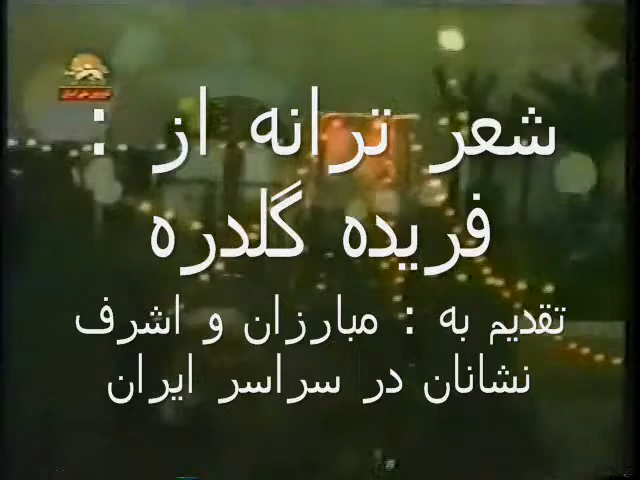 شعر ترانه از :
فریده گلدره
تقدیم به : مبارزان و اشرف
نشانان در سراسر ایران